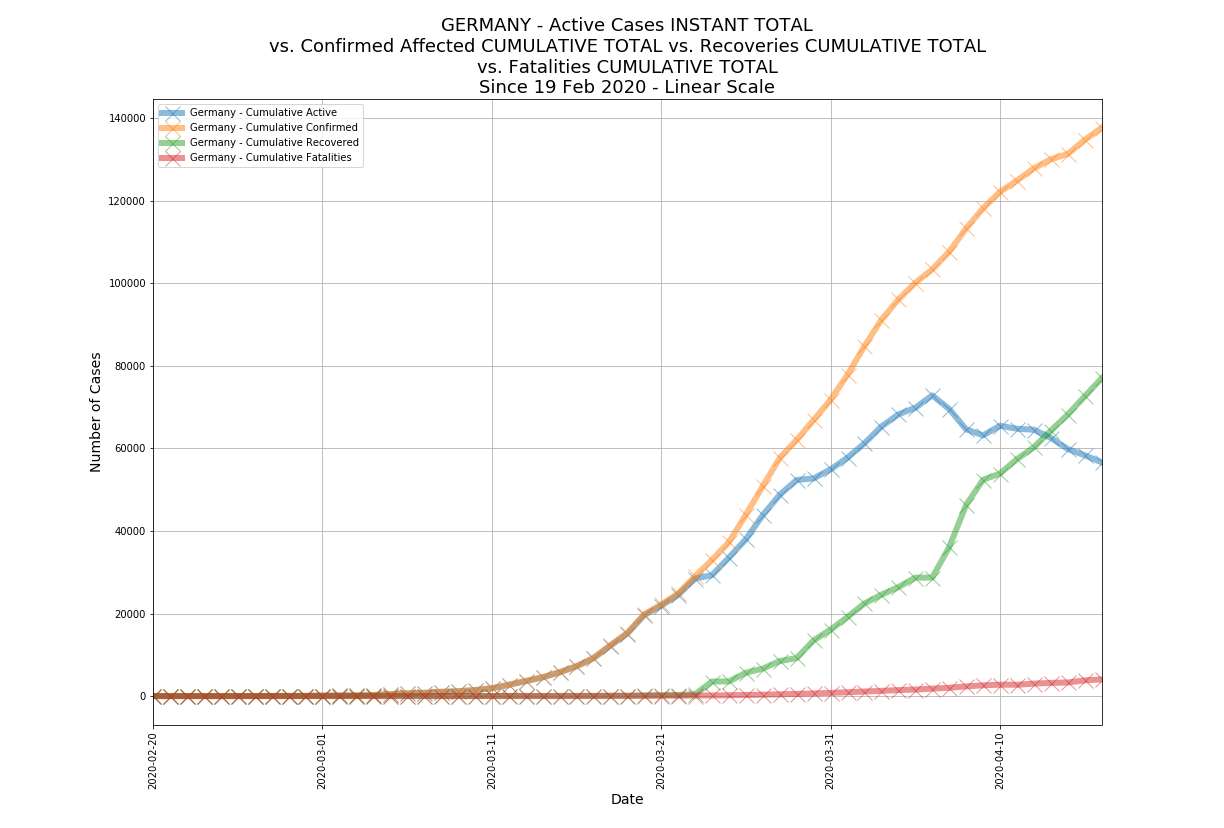 GERMANY - Active Cases INSTANT TOTAL
vs. Confirmed Affected CUMULATIVE TOTAL vs. Recoveries CUMULATIVE TOTAL
vs. Fatalities CUMULATIVE TOTAL
Since 19 Feb 2020 - Linear Scale
Germany - Cumulative Active
Germany - Cumulative Confirmed
Germany - Cumulative Recovered
Germany - Cumulative Fatalities
Number of Cases
140000
120000
100000
80000
60000
40000
20000
0
2020-02-20
2020-03-01
2020-03-11
2020-03-21
2020-03-31
2020-04-10
Date